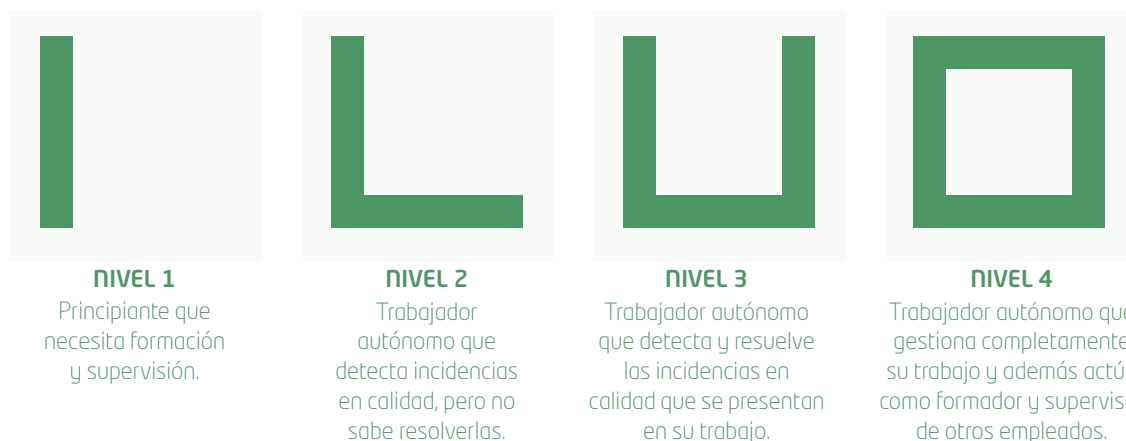 NIVEL 1
Principiante que
necesita formación
y supervisión.
NIVEL 2
Trabajador
autónomo que
detecta incidencias
en calidad, pero no
sabe resolverlas.
NIVEL 3
Trabajador autónomo
que detecta y resuelve
las incidencias en
calidad que se presentan
en su trabajo.
NIVEL 4
Trabajador autónomo que
gestiona completamente
su trabajo y además
como formador y
de otros empleados.